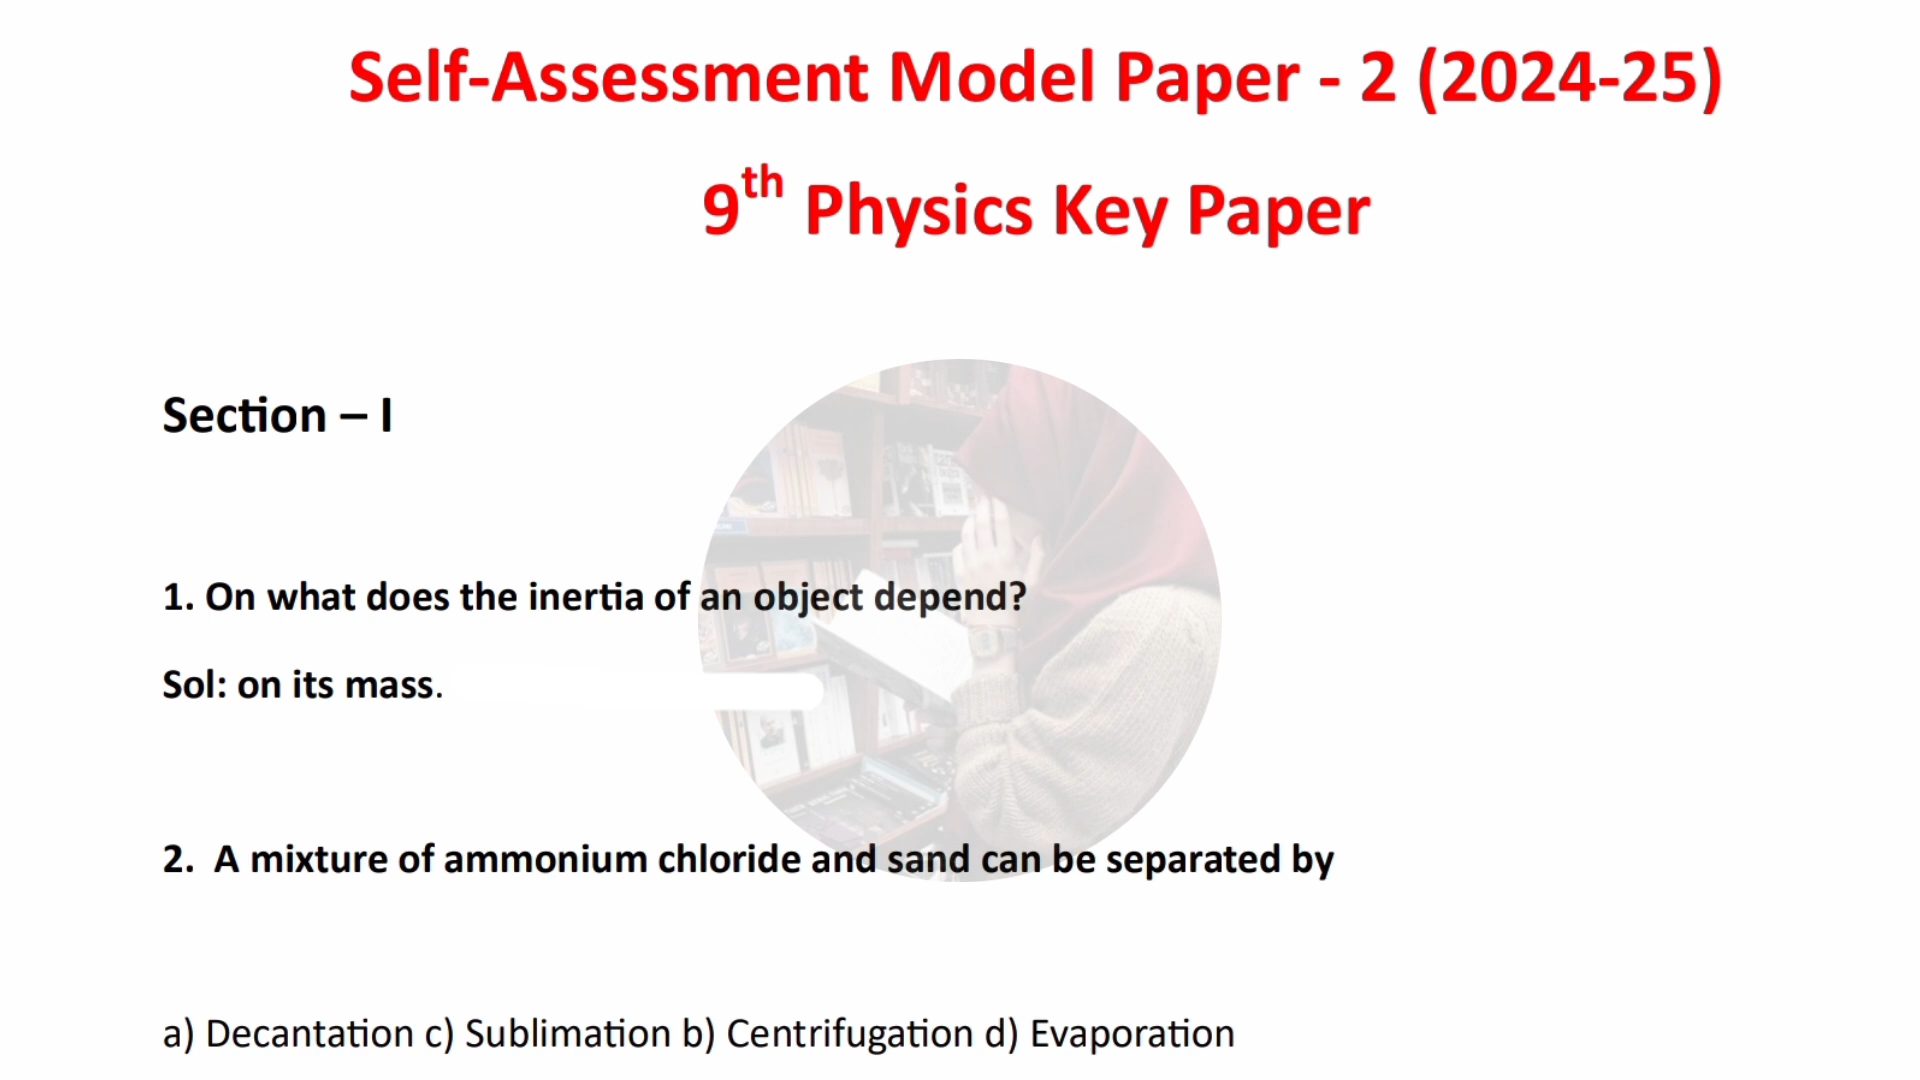 Self-Assessment Model Paper - 2 (2024-25)
9th Physics Key Paper
Section – I
1. On what does the inertia of an object depend?
Sol: on its mass.
2. A mixture of ammonium chloride and sand can be separated by
a) Decantation c) Sublimation b) Centrifugation d) Evaporation